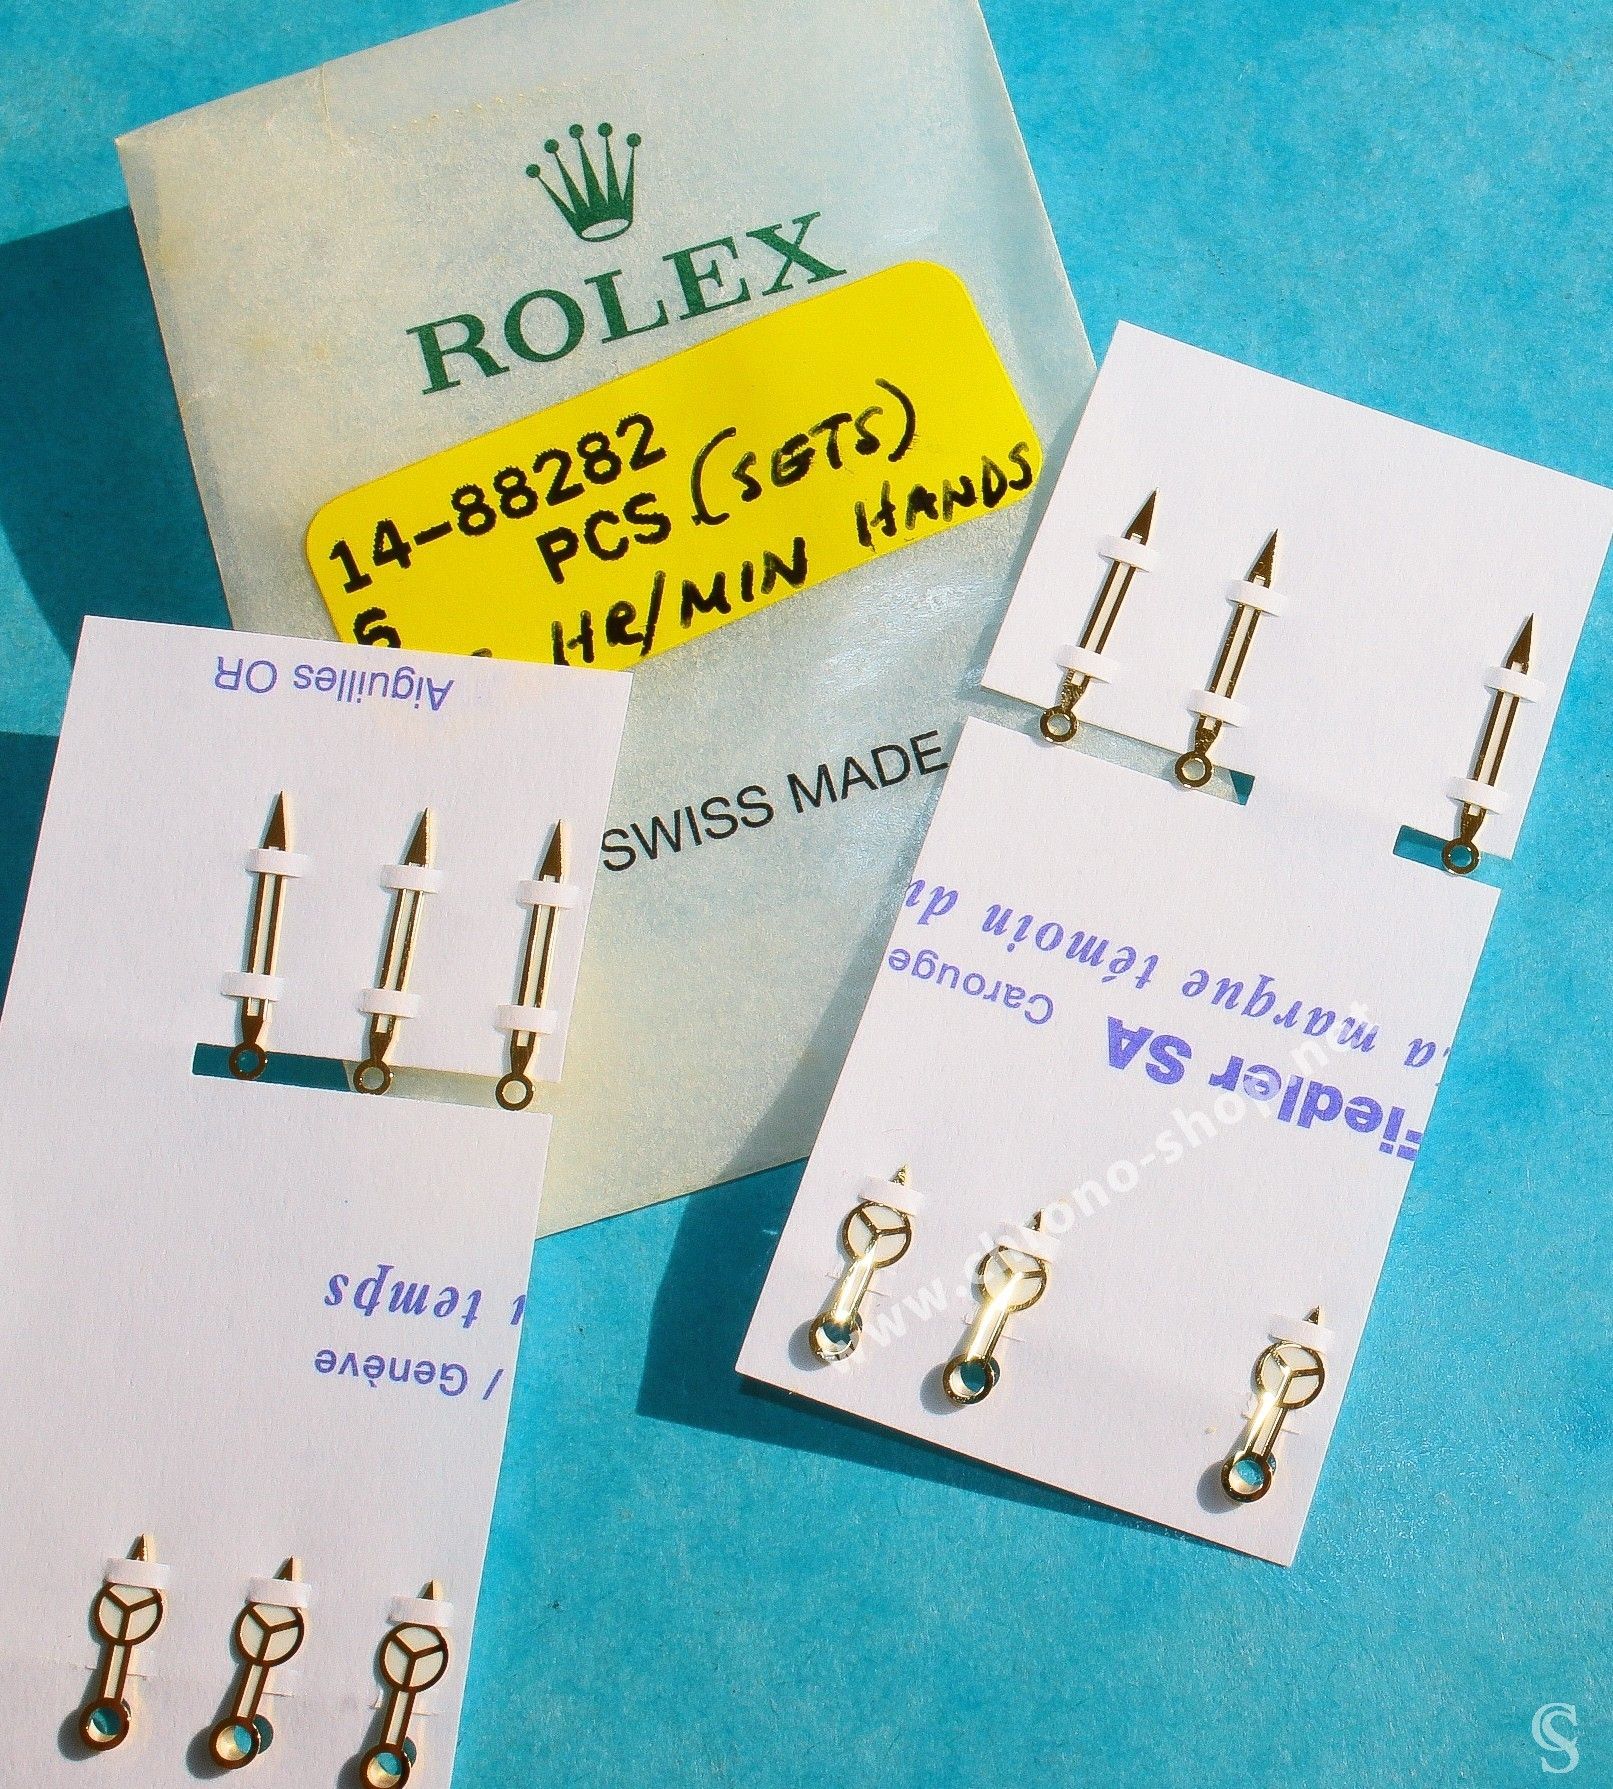 ROLEX
14-88282
PCS (SETS)
HR/MIN HANDS
SWISS MADE
Aiguilles OR
temps
/ Genève
marque témoin du
Carouge
Fiedler SA
www.chrono-shop.net